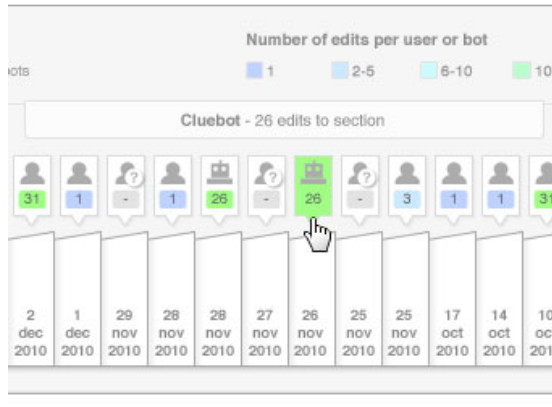 Number of edits per user or bot
ots 1 2-5 6-10 10
Cluebot - 26 edits to section
31 1 ? - 1 26 ? - 26 ? - 3 1 1 31
2 1 29 28 28 27 26 25 25 17 14 10
dec dec nov nov nov nov nov nov nov oct oct oc
2010 2010 2010 2010 2010 2010 2010 2010 2010 2010 2010 201